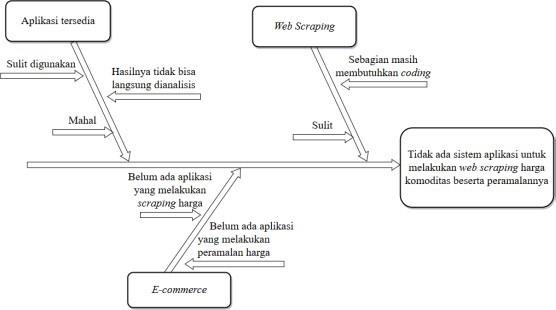 Aplikasi tersedia
Web Scraping
Sulit digunakan
Hasilnya tidak bisa
langsung dianalisis
Mahal
Sebagian masih
membutuhkan coding
Sulit
Tidak ada sistem aplikasi untuk
melakukan web scraping harga
komoditas beserta peramalannya
Belum ada aplikasi
yang melakukan
scraping harga
Belum ada aplikasi
yang melakukan
peramalan harga
E-commerce